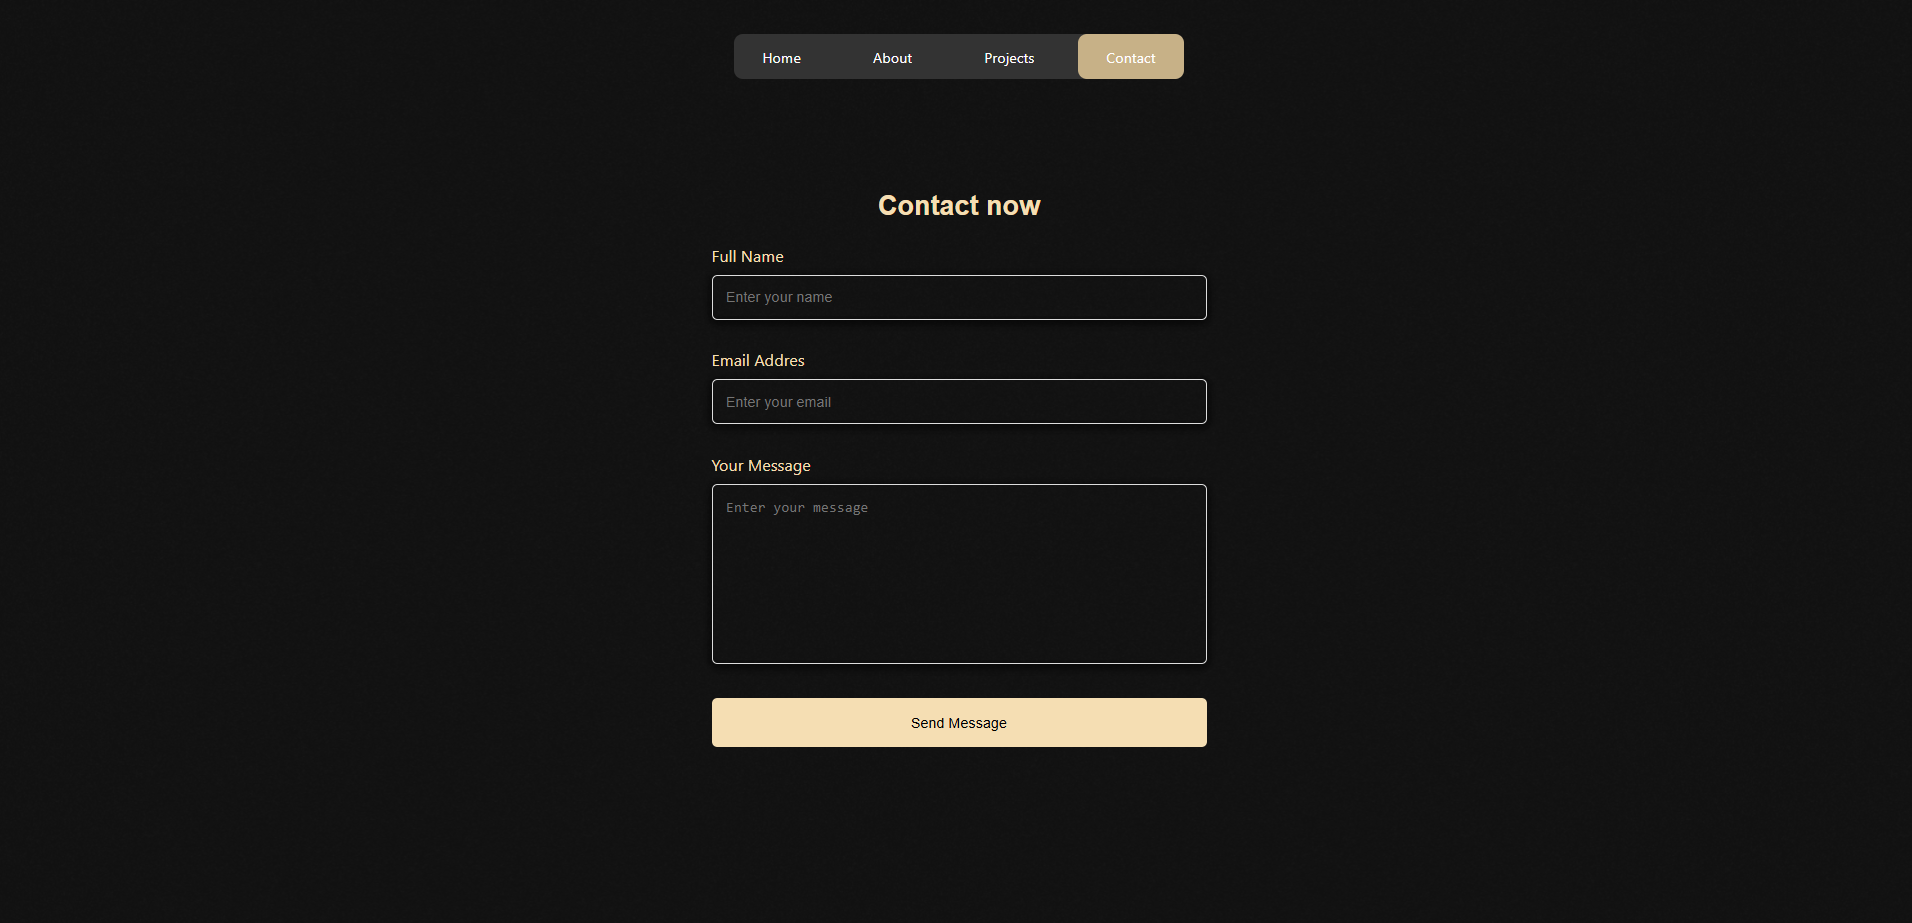 Home About Projects Contact
Contact now
Full Name
Enter your name
Email Addres
Enter your email
Your Message
Enter your message
Send Message